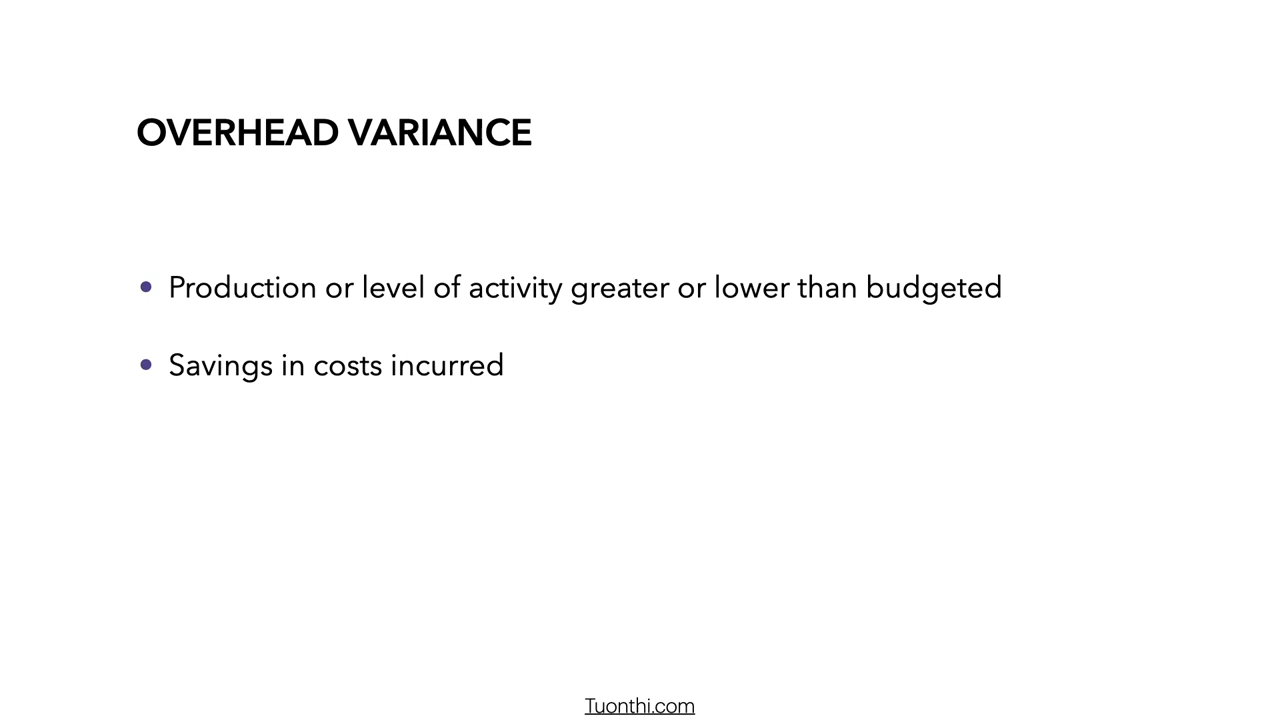 OVERHEAD VARIANCE
• Production or level of activity greater or lower than budgeted
• Savings in costs incurred
Tuonthi.com